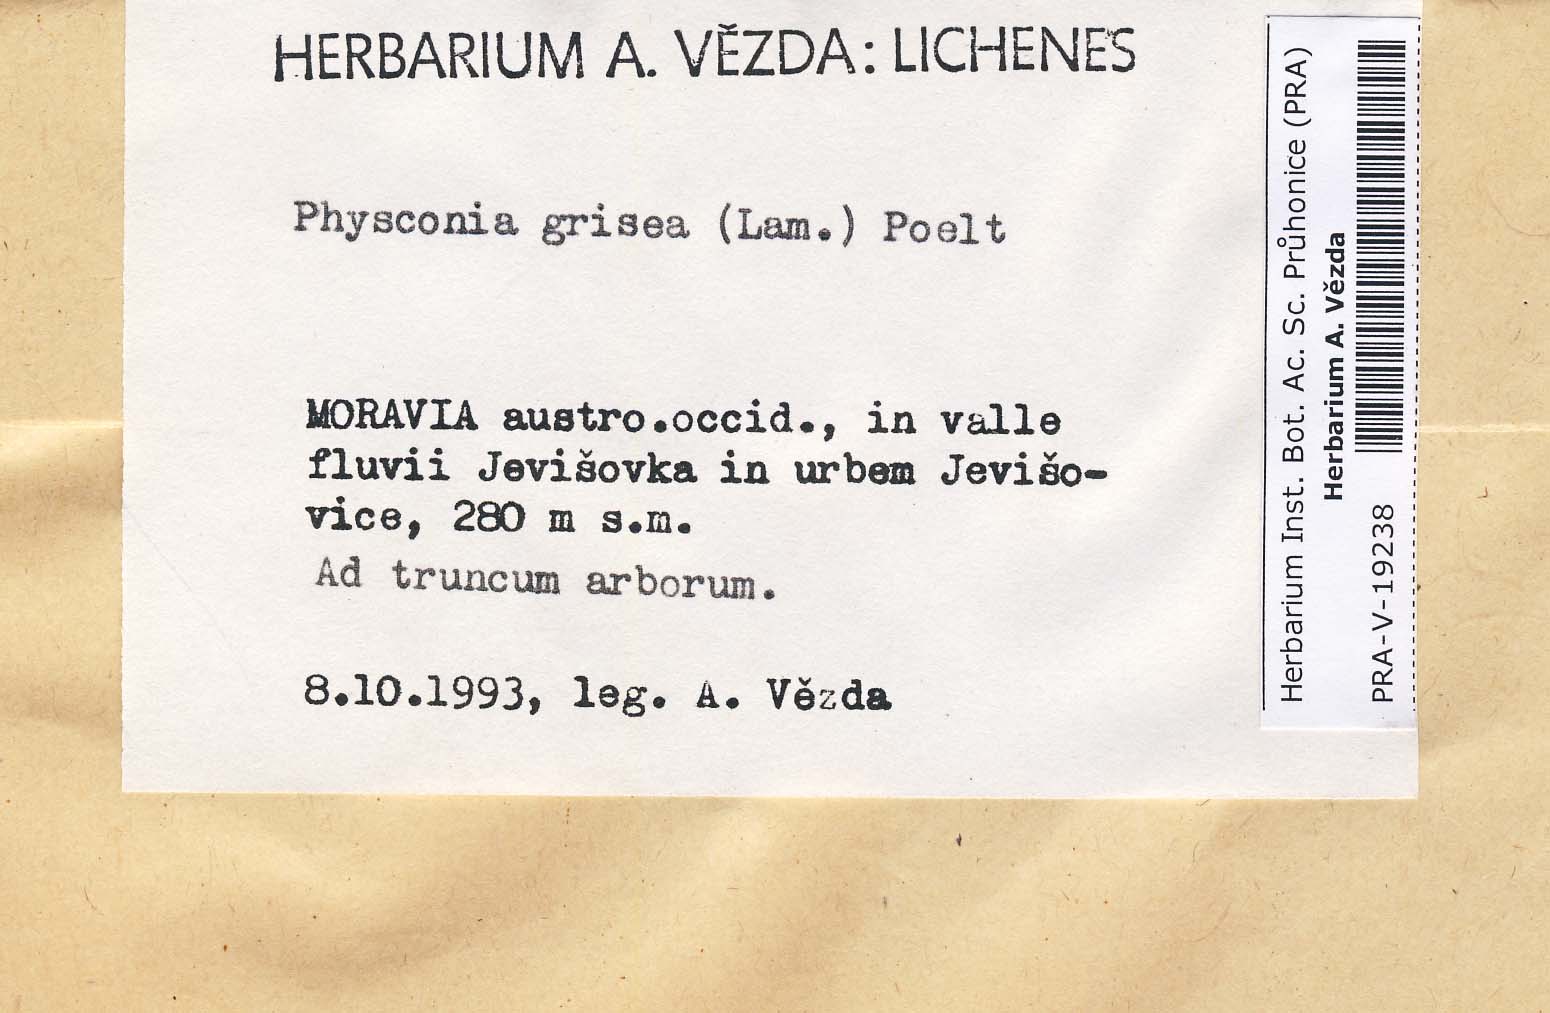 HERBARIUM A. VĚZDA: LICHENES
Physconia grisea (Lam.) Poelt
MORAVIA austro.occid., in valle
fluvii Jevišovka in urbem Jevišo-
vice, 280 m s.m.
Ad truncum arborum.
8.10.1993, leg. A. Vězda
Herbarium Inst. Bot. Ac. Sc. Průhonice (PRA)
Herbarium A. Vězda
PRA-V-19238